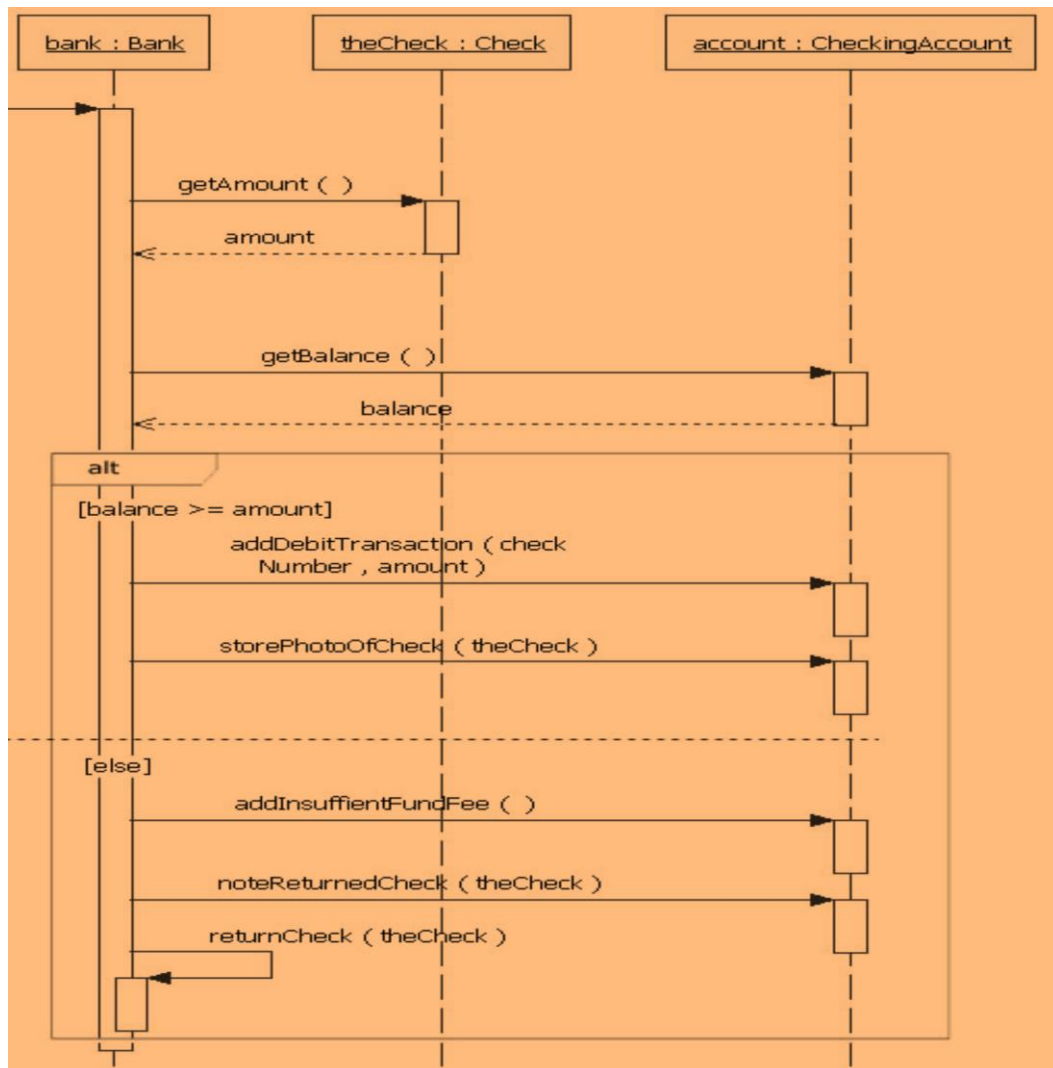 bank : Bank
theCheck : Check
account : CheckingAccount
getAmount ( )
amount
getBalance ( )
balance
alt
[balance >= amount]
addDebitTransaction ( check
Number , amount )
storePhotoOfCheck ( theCheck )
[else]
addInsuffientFundFee ( )
noteReturnedCheck ( theCheck )
returnCheck ( theCheck )